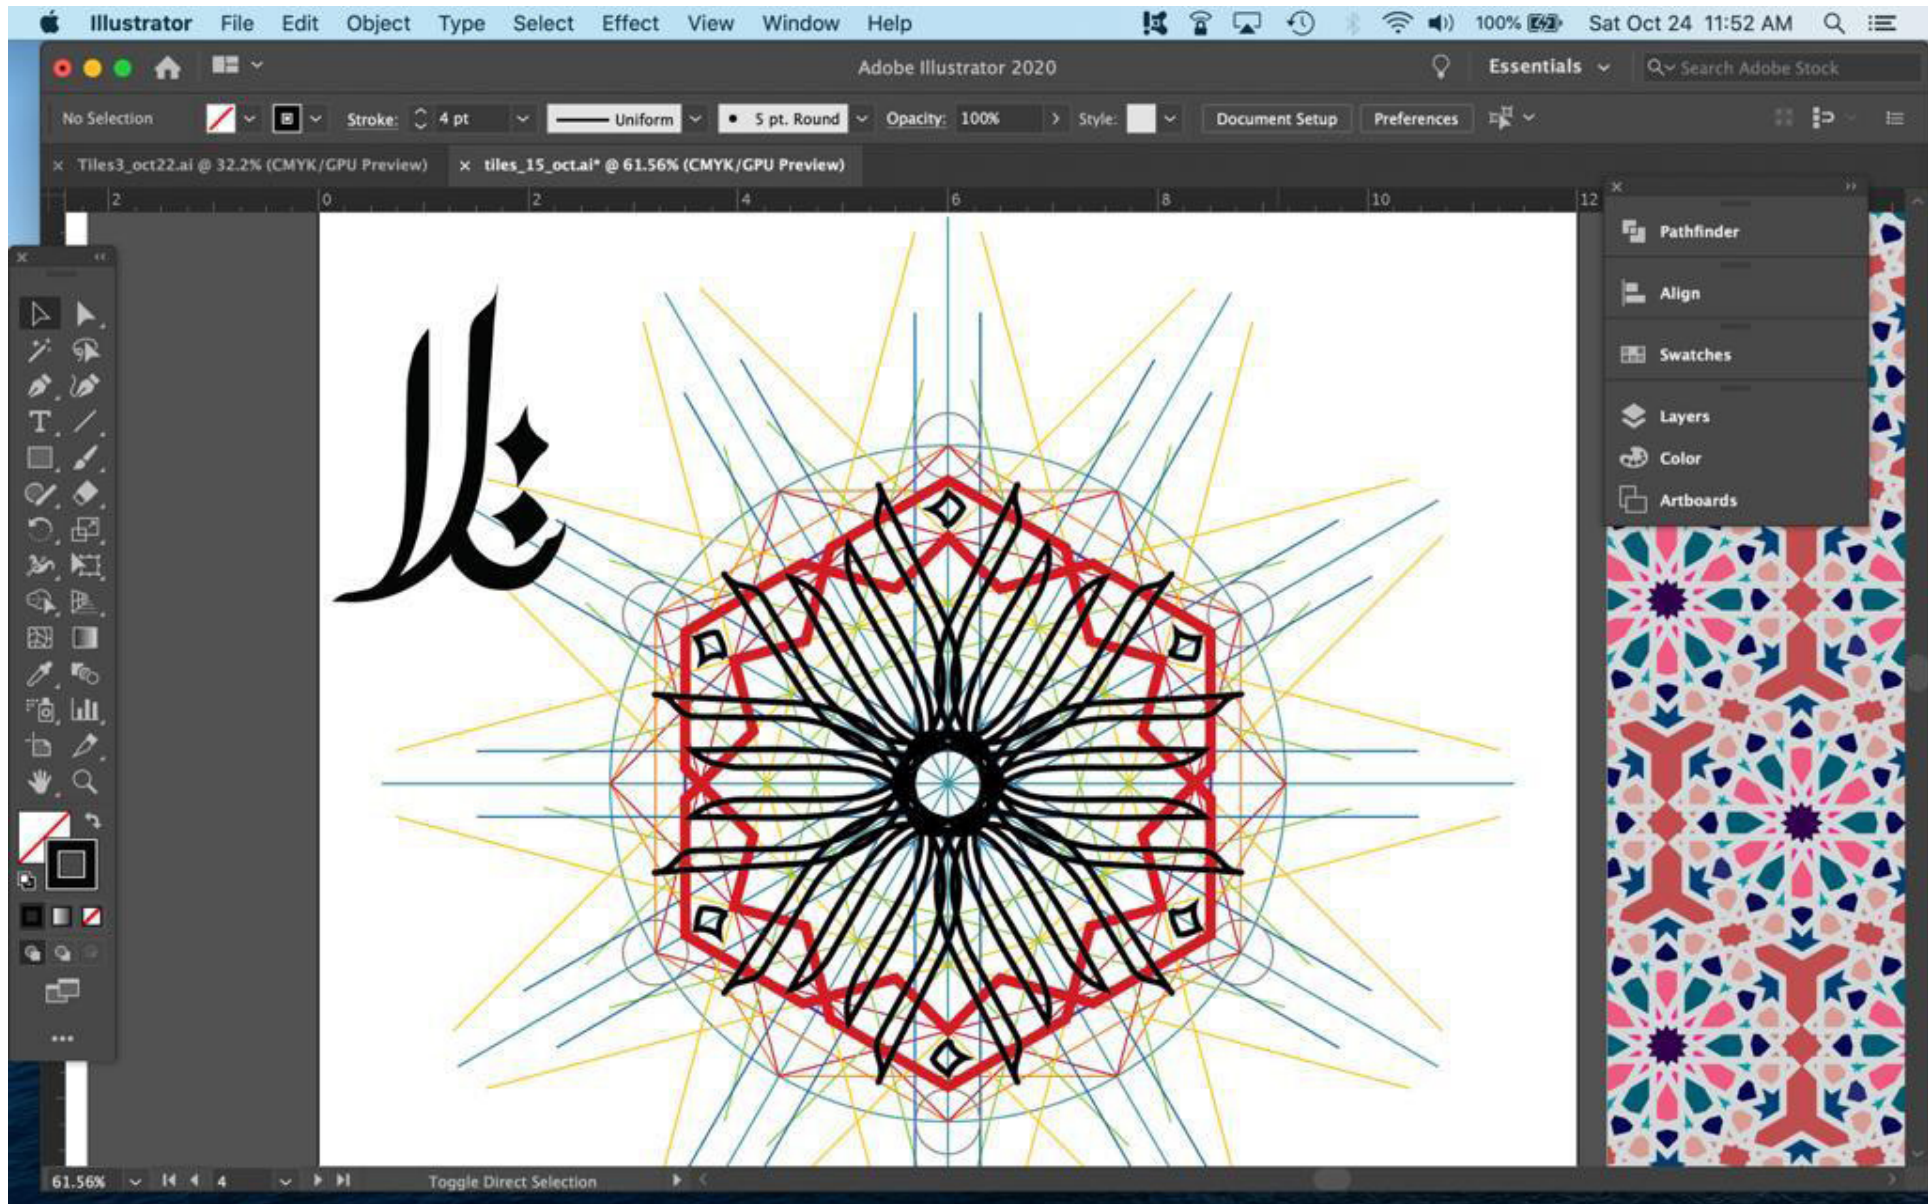 Illustrator File Edit Object Type Select Effect View Window Help 100% Sat Oct 24 11:52 AM
Adobe Illustrator 2020 Essentials Search Adobe Stock
No Selection Stroke: 4 pt Uniform 5 pt. Round Opacity: 100% Style: Document Setup Preferences
Tiles3_oct22.ai @ 32.2% (CMYK/GPU Preview) tiles_15_oct.ai* @ 61.56% (CMYK/GPU Preview)
2 0 2 4 6 8 10 12
Pathfinder
Align
Swatches
Layers
Color
Artboards
61.56% 4 Toggle Direct Selection